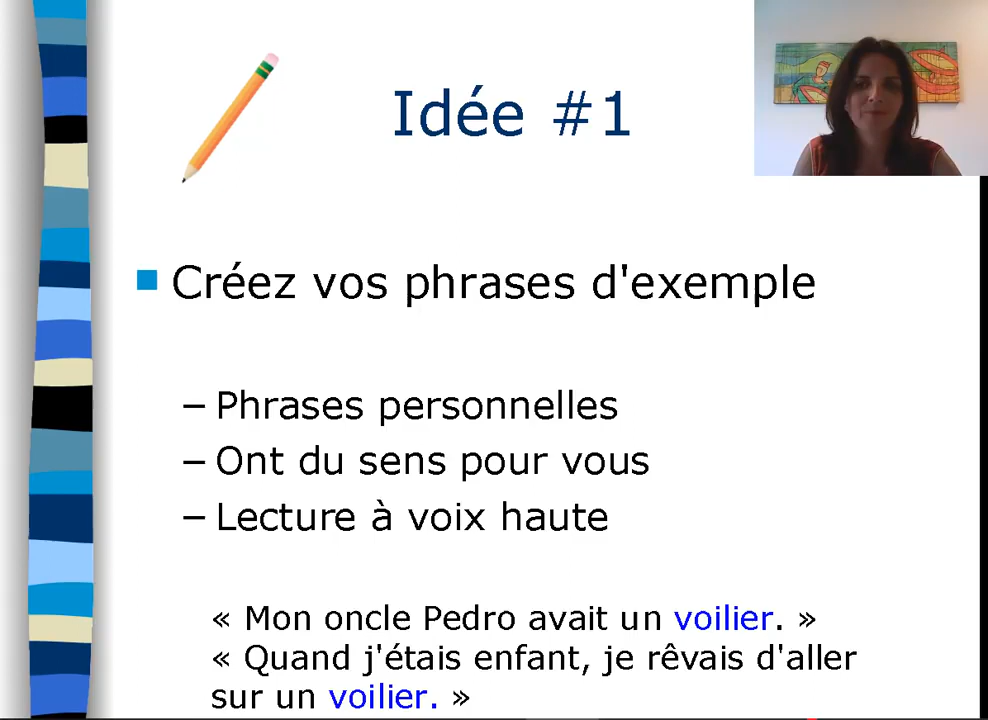 Idée #1
Créez vos phrases d'exemple
– Phrases personnelles
– Ont du sens pour vous
– Lecture à voix haute
« Mon oncle Pedro avait un voilier. »
« Quand j'étais enfant, je rêvais d'aller
sur un voilier. »